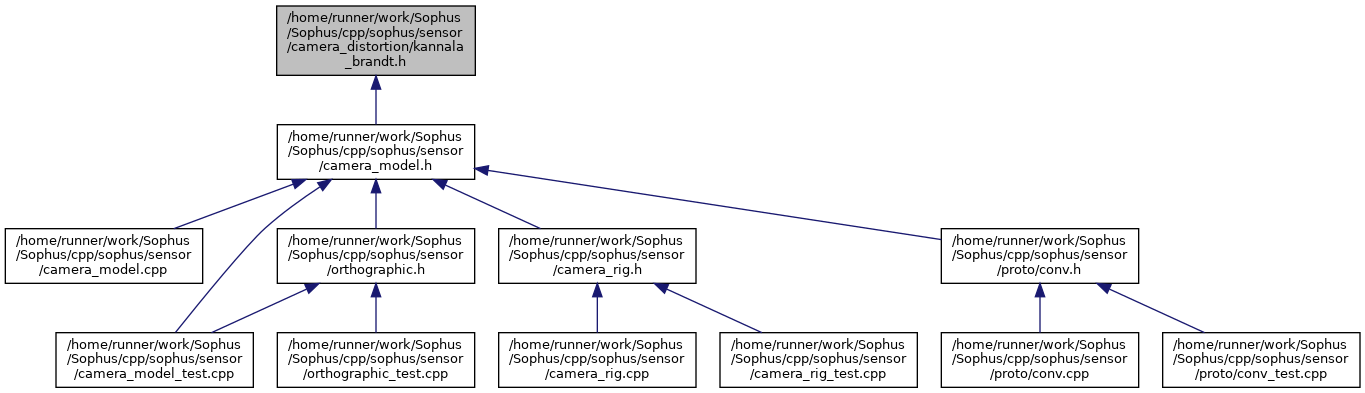 /home/runner/work/Sophus
/Sophus/cpp/sophus/sensor
/camera_distortion/kannala
_brandt.h
/home/runner/work/Sophus
/Sophus/cpp/sophus/sensor
/camera_model.h
/home/runner/work/Sophus
/Sophus/cpp/sophus/sensor
/camera_model.cpp
/home/runner/work/Sophus
/Sophus/cpp/sophus/sensor
/orthographic.h
/home/runner/work/Sophus
/Sophus/cpp/sophus/sensor
/camera_rig.h
/home/runner/work/Sophus
/Sophus/cpp/sophus/sensor
/proto/conv.h
/home/runner/work/Sophus
/Sophus/cpp/sophus/sensor
/camera_model_test.cpp
/home/runner/work/Sophus
/Sophus/cpp/sophus/sensor
/orthographic_test.cpp
/home/runner/work/Sophus
/Sophus/cpp/sophus/sensor
/camera_rig.cpp
/home/runner/work/Sophus
/Sophus/cpp/sophus/sensor
/camera_rig_test.cpp
/home/runner/work/Sophus
/Sophus/cpp/sophus/sensor
/proto/conv.cpp
/home/runner/work/Sophus
/Sophus/cpp/sophus/sensor
/proto/conv_test.cpp